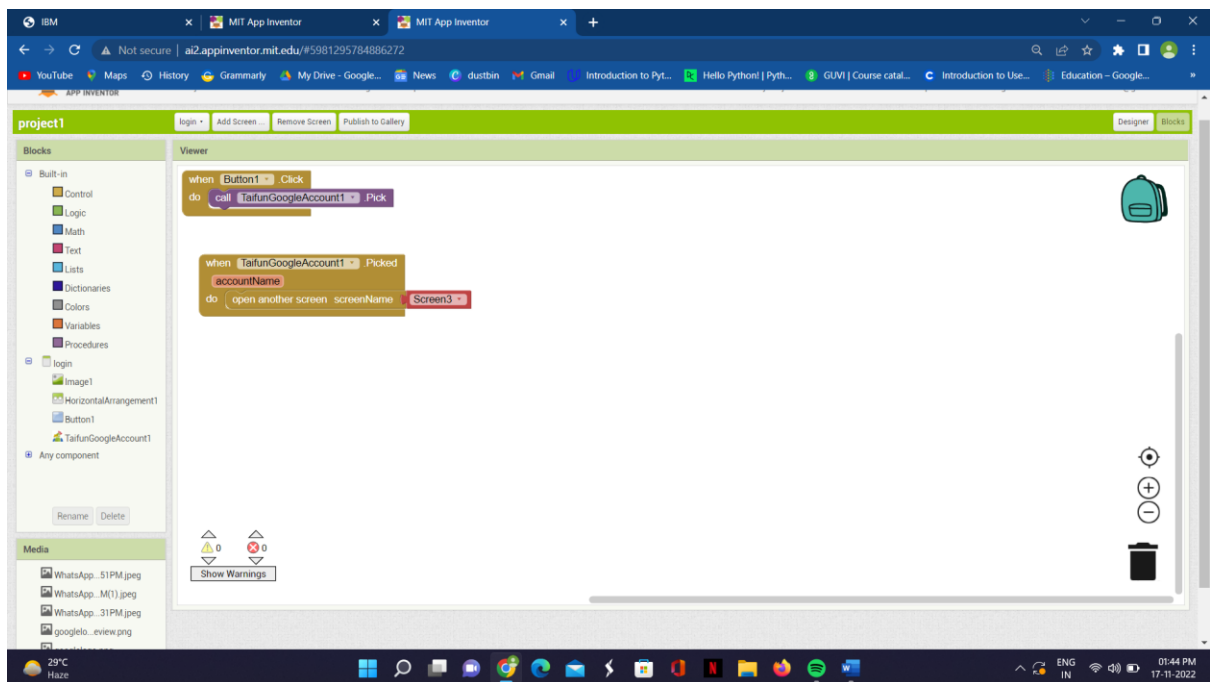 IBM
MIT App Inventor
MIT App Inventor
Not secure | ai2.appinventor.mit.edu/#5981295784886272
YouTube Maps History Grammarly My Drive - Google... News dustbin Gmail Introduction to Pyt... Hello Python! | Pyth... GUVI | Course catal... Introduction to Use... Education – Google... »
APP INVENTOR
project1 login Add Screen ... Remove Screen Publish to Gallery Designer Blocks
Blocks
Viewer
Built-in
Control
Logic
Math
Text
Lists
Dictionaries
Colors
Variables
Procedures
login
Image1
HorizontalArrangement1
Button1
TaifunGoogleAccount1
Any component
Rename Delete
Media
WhatsApp...51PM.jpeg
WhatsApp...M(1).jpeg
WhatsApp...31PM.jpeg
googlelo...eview.png
when Button1 .Click
do call TaifunGoogleAccount1 .Pick
when TaifunGoogleAccount1 .Picked
accountName
do open another screen screenName Screen3
0 0
Show Warnings
29°C
Haze
ENG
IN
01:44 PM
17-11-2022